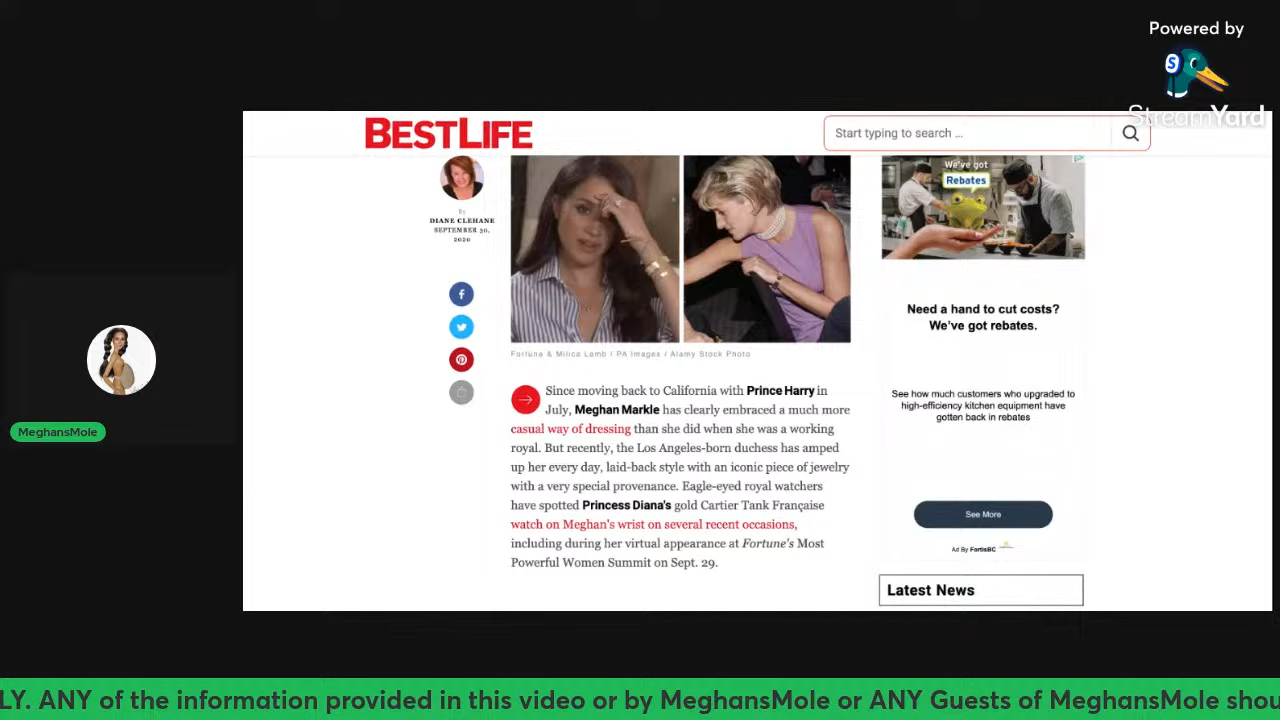 Powered by
StreamYard
BESTLIFE
Start typing to search ...
By
DIANE CLEHANE
SEPTEMBER 30,
2020
We've got
Rebates
Fortune & Milica Lamb / PA Images / Alamy Stock Photo
Since moving back to California with Prince Harry in
July, Meghan Markle has clearly embraced a much more
casual way of dressing than she did when she was a working
royal. But recently, the Los Angeles-born duchess has amped
up her every day, laid-back style with an iconic piece of jewelry
with a very special provenance. Eagle-eyed royal watchers
have spotted Princess Diana's gold Cartier Tank Française
watch on Meghan's wrist on several recent occasions,
including during her virtual appearance at Fortune's Most
Powerful Women Summit on Sept. 29.
Need a hand to cut costs?
We've got rebates.
See how much customers who upgraded to
high-efficiency kitchen equipment have
gotten back in rebates
See More
Ad By FortisBC
Latest News
MeghansMole
LY. ANY of the information provided in this video or by MeghansMole or ANY Guests of MeghansMole shou